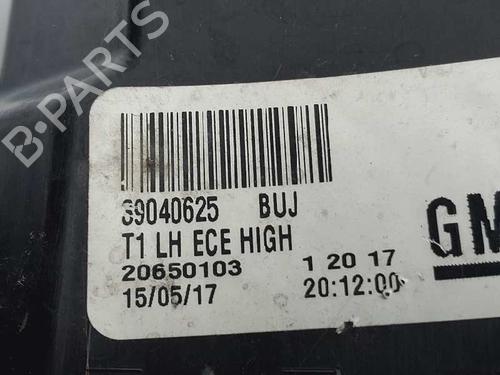 B-PARTS
39040625 BUJ
T1 LH ECE HIGH
20650103 1 20 17
15/05/17 20:12:00
GM